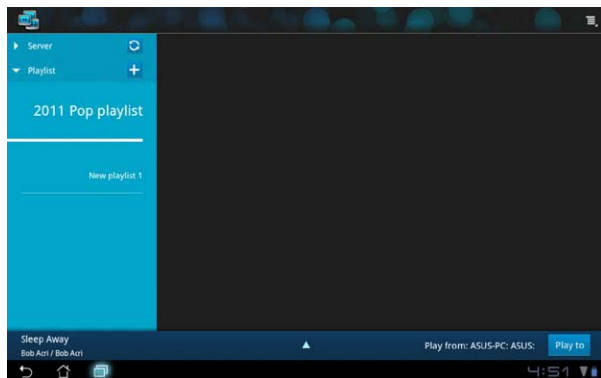 Server
Playlist
2011 Pop playlist
New playlist 1
Sleep Away
Bob Acri / Bob Acri
Play from: ASUS-PC: ASUS:
Play to
4:51